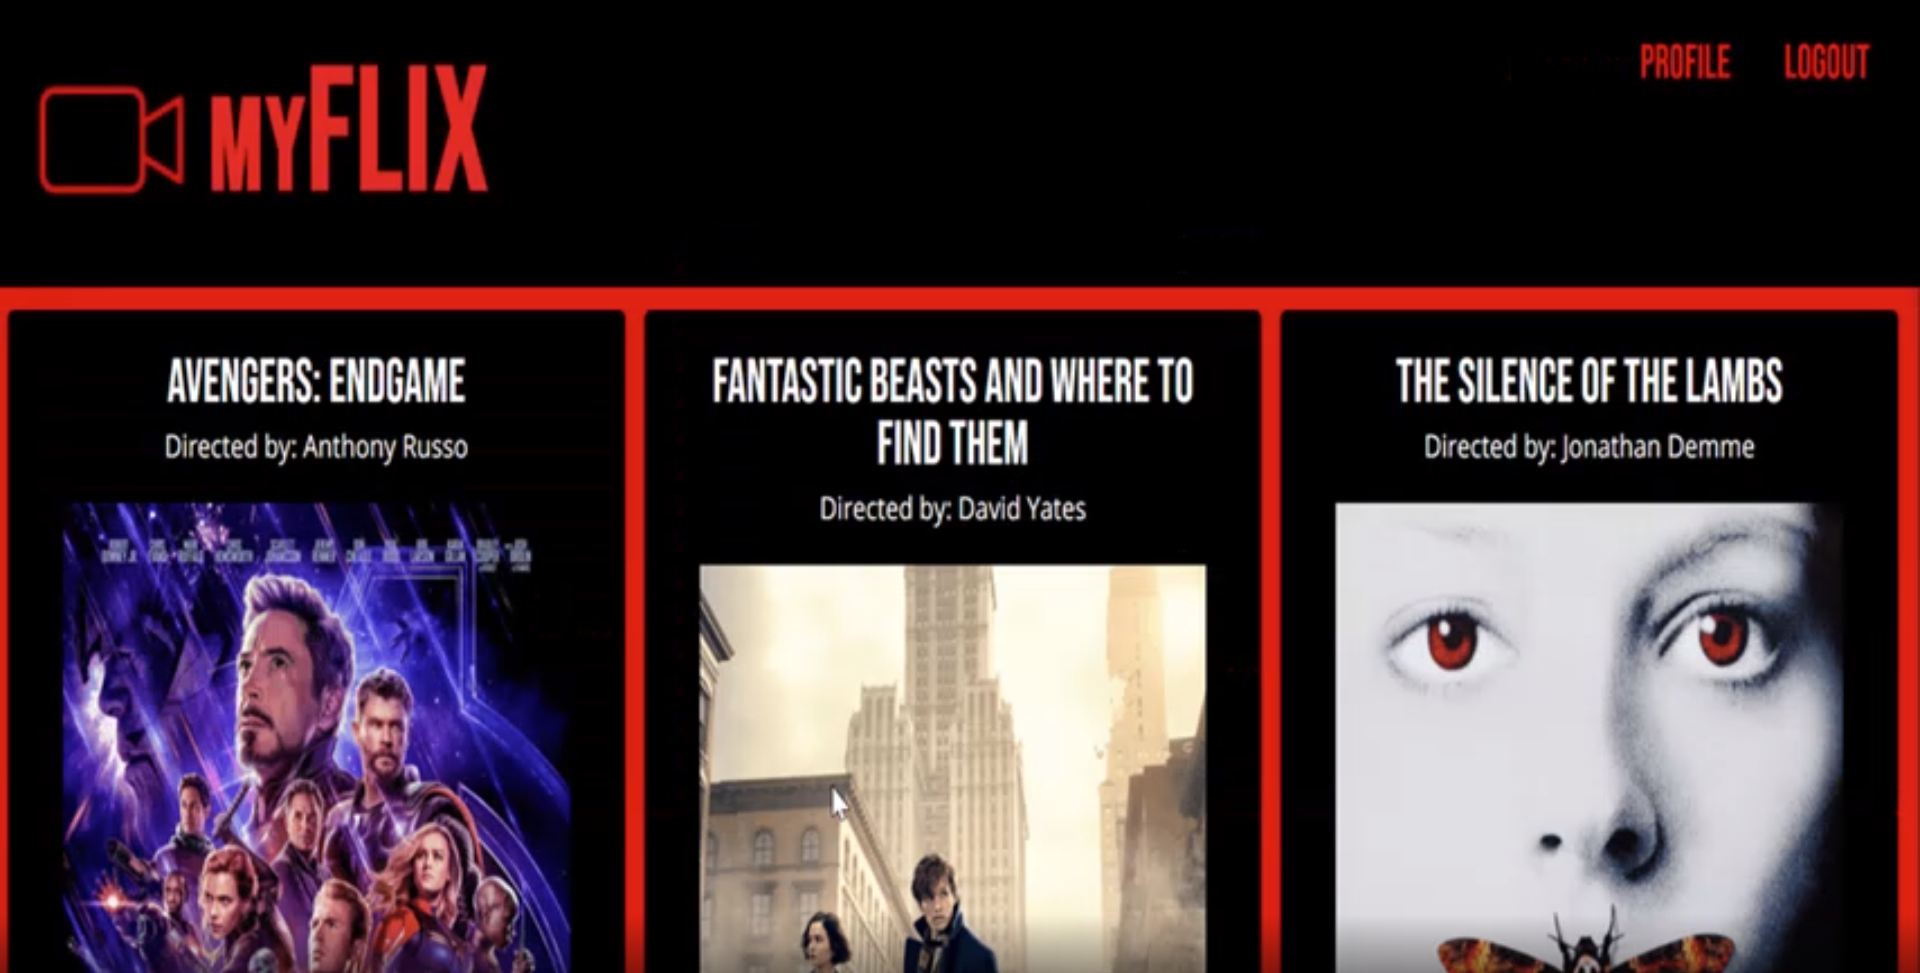 PROFILE LOGOUT
MYFLIX
AVENGERS: ENDGAME
Directed by: Anthony Russo
FANTASTIC BEASTS AND WHERE TO
FIND THEM
Directed by: David Yates
THE SILENCE OF THE LAMBS
Directed by: Jonathan Demme